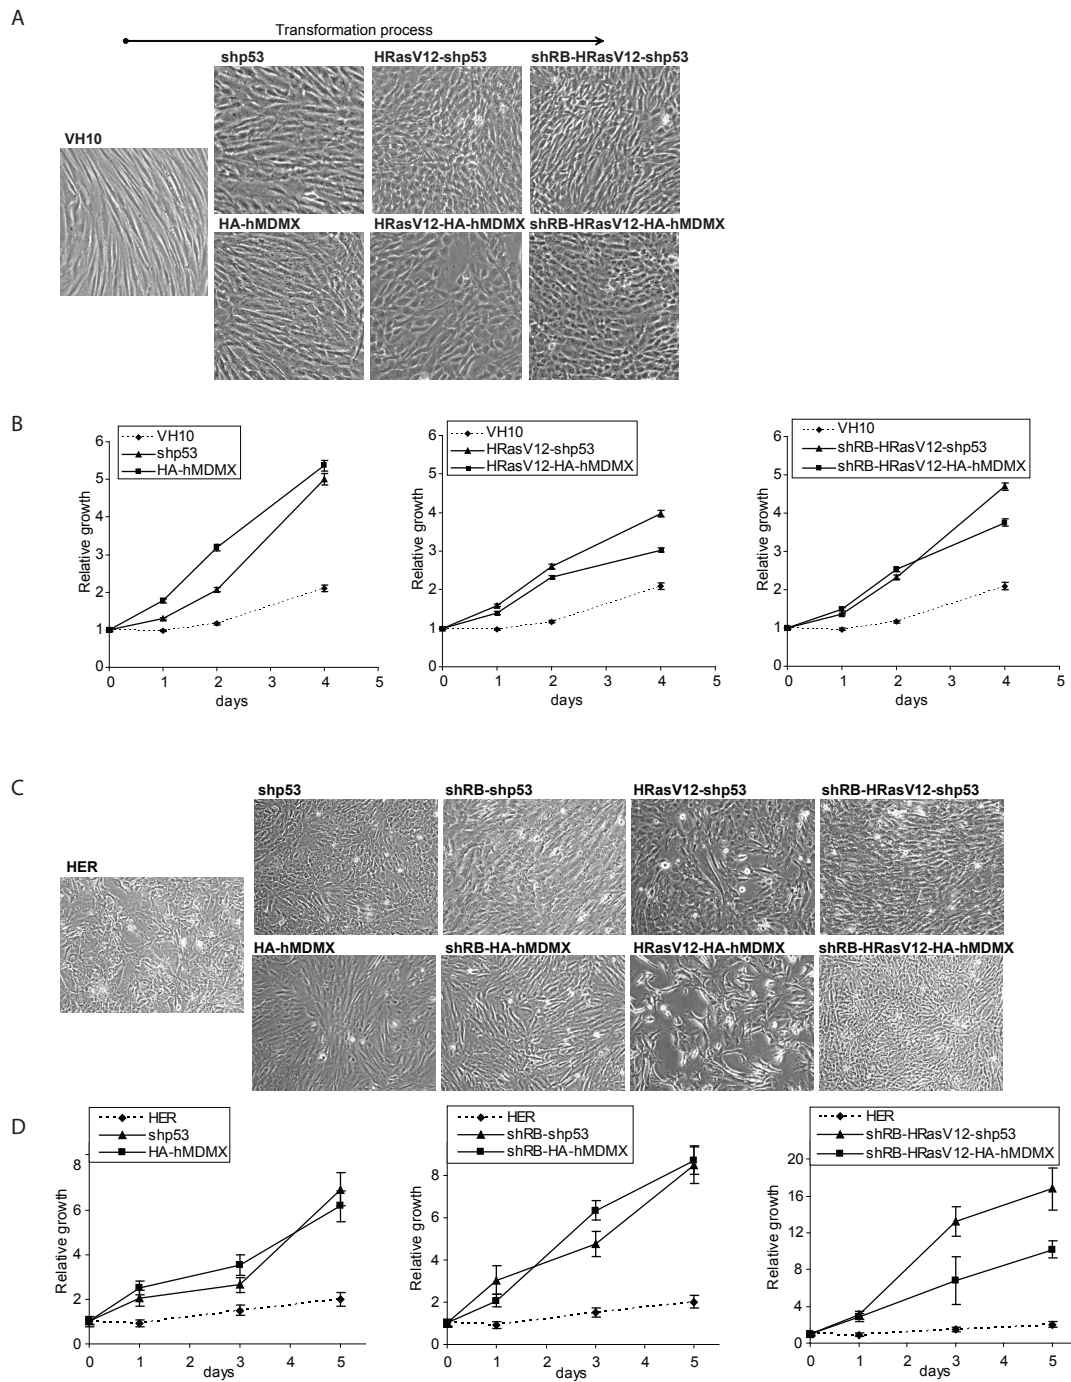 A
Transformation process
shp53
HRasV12-shp53
shRB-HRasV12-shp53
VH10
HA-hMDMX
HRasV12-HA-hMDMX
shRB-HRasV12-HA-hMDMX
B
VH10
shp53
HA-hMDMX
Relative growth
6
5
4
3
2
1
0
0 1 2 3 4 5
days
VH10
HRasV12-shp53
HRasV12-HA-hMDMX
Relative growth
6
5
4
3
2
1
0
0 1 2 3 4 5
days
VH10
shRB-HRasV12-shp53
shRB-HRasV12-HA-hMDMX
Relative growth
6
5
4
3
2
1
0
0 1 2 3 4 5
days
C
shp53
shRB-shp53
HRasV12-shp53
shRB-HRasV12-shp53
HER
HA-hMDMX
shRB-HA-hMDMX
HRasV12-HA-hMDMX
shRB-HRasV12-HA-hMDMX
D
HER
shp53
HA-hMDMX
Relative growth
8
6
4
2
0
0 1 3 5
days
HER
shRB-shp53
shRB-HA-hMDMX
Relative growth
8
6
4
2
0
0 1 3 5
days
HER
shRB-HRasV12-shp53
shRB-HRasV12-HA-hMDMX
Relative growth
20
16
12
8
4
0
0 1 3 5
days